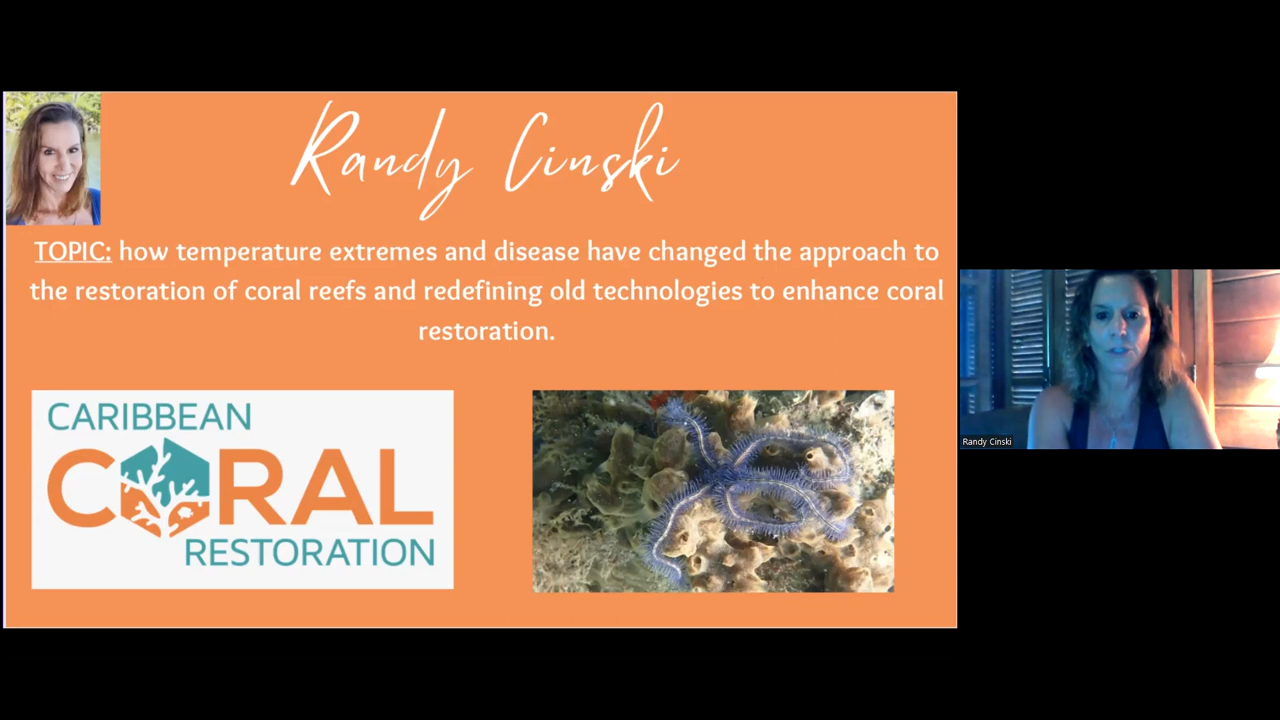 Randy Cinski
TOPIC: how temperature extremes and disease have changed the approach to
the restoration of coral reefs and redefining old technologies to enhance coral
restoration.
CARIBBEAN
CORAL
RESTORATION
Randy Cinski